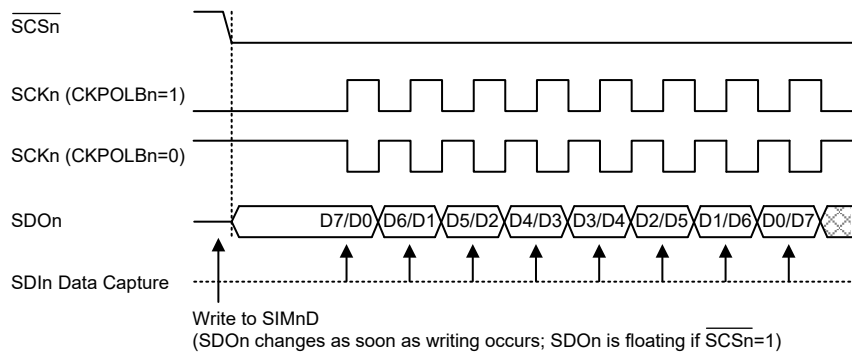 SCSn
SCKn (CKPOLBn=1)
SCKn (CKPOLBn=0)
SDOn
D7/D0 D6/D1 D5/D2 D4/D3 D3/D4 D2/D5 D1/D6 D0/D7
SDIn Data Capture
Write to SIMnD
(SDOn changes as soon as writing occurs; SDOn is floating if SCSn=1)